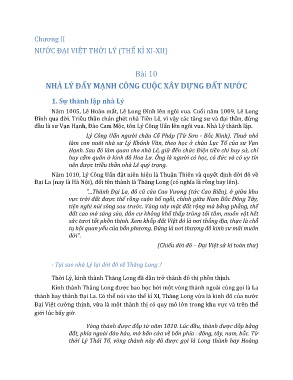 Chương II
NƯỚC ĐẠI VIỆT THỜI LÝ (THẾ KỈ XI-XII)
Bài 10
NHÀ LÝ ĐẨY MẠNH CÔNG CUỘC XÂY DỰNG ĐẤT NƯỚC
1. Sự thành lập nhà Lý
Năm 1005, Lê Hoàn mất, Lê Long Đĩnh lên ngôi vua. Cuối năm 1009, Lê Long
Đĩnh qua đời. Triều thần chán ghét nhà Tiền Lê, vì vậy các tăng sư và đại thần, đứng
đầu là sư Vạn Hạnh, Đào Cam Mộc, tôn Lý Công Uẩn lên ngôi vua. Nhà Lý thành lập.
Lý Công Uẩn người châu Cổ Pháp (Từ Sơn - Bắc Ninh). Thuở nhỏ
làm con nuôi nhà sư Lý Khánh Văn, theo học ở chùa Lục Tổ của sư Vạn
Hạnh. Sau đó làm quan cho nhà Lê, giữ đến chức Điện tiền chỉ huy sứ, chỉ
huy cấm quân ở kinh đô Hoa Lư. Ông là người có học, có đức và có uy tín
nên được triều thần nhà Lê quý trọng.
Năm 1010, Lý Công Uẩn đặt niên hiệu là Thuận Thiên và quyết định dời đô về
Đại La (nay là Hà Nội), đổi tên thành là Thăng Long (có nghĩa là rồng bay lên).
"...Thành Đại La, đô cũ của Cao Vương (tức Cao Biền), ở giữa khu
vực trời đất được thế rồng cuộn hổ ngồi, chính giữa Nam Bắc Đông Tây,
tiện nghi núi sông sau trước. Vùng này mặt đất rộng mà bằng phẳng, thế
đất cao mà sáng sủa, dân cư không khổ thấp trũng tối tăm, muôn vật hết
sức tươi tốt phồn thịnh. Xem khắp đất Việt đó là nơi thắng địa, thực là chỗ
tụ hội quan yếu của bốn phương. Đúng là nơi thượng đô kinh sư mãi muôn
đời".
(Chiếu dời đô – Đại Việt sử kí toàn thư)
- Tại sao nhà Lý lại dời đô về Thăng Long ?
Thời Lý, kinh thành Thăng Long đã dần trở thành đô thị phồn thịnh.
Kinh thành Thăng Long được bao bọc bởi một vòng thành ngoài cùng gọi là La
thành hay thành Đại La. Có thể nói vào thế kỉ XI, Thăng Long vừa là kinh đô của nước
Đại Việt cường thịnh, vừa là một thành thị có quy mô lớn trong khu vực và trên thế
giới lúc bấy giờ.
Vòng thành được đắp từ năm 1010. Lúc đầu, thành được đắp bằng
đất, phía ngoài đào hào, mở bốn cửa về bốn phía : đông, tây, nam, bắc. Từ
thời Lý Thái Tổ, vòng thành này đó được gọi là Long thành hay Hoàng